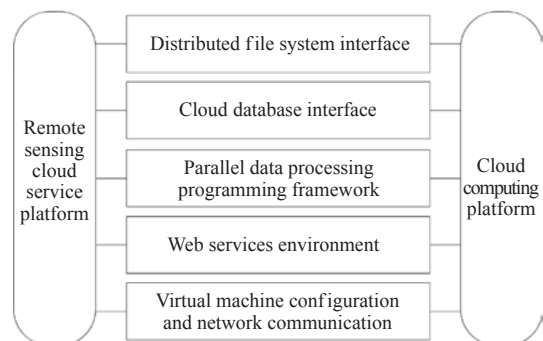 Remote
sensing
cloud
service
platform
Distributed file system interface
Cloud database interface
Parallel data processing
programming framework
Web services environment
Virtual machine configuration
and network communication
Cloud
computing
platform